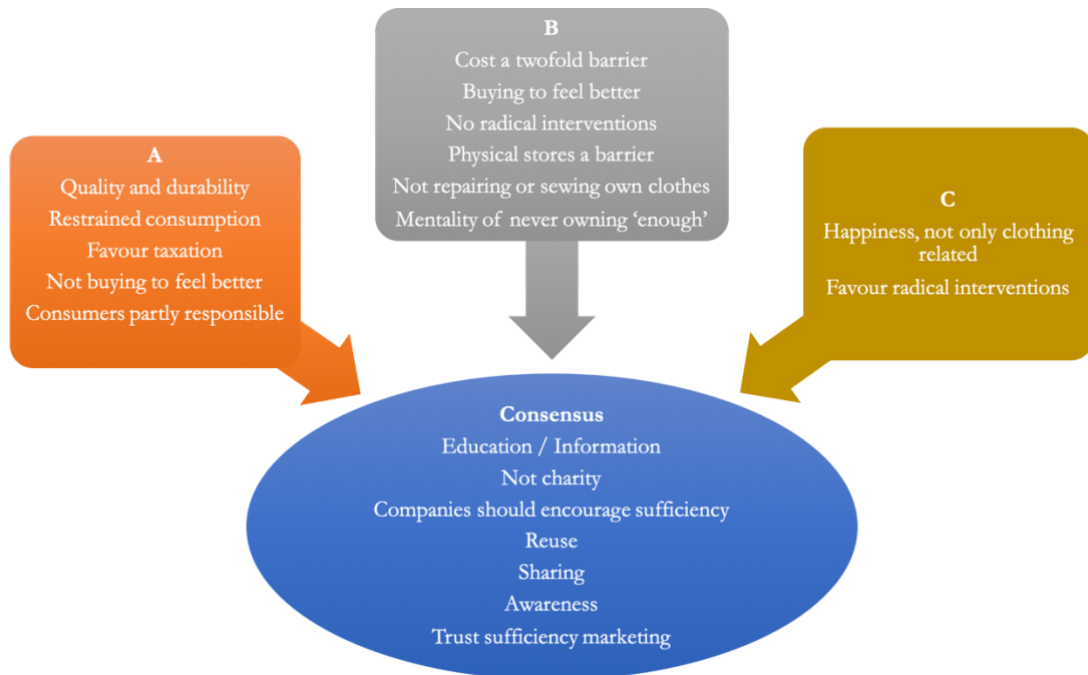 A
Quality and durability
Restrained consumption
Favour taxation
Not buying to feel better
Consumers partly responsible
B
Cost a twofold barrier
Buying to feel better
No radical interventions
Physical stores a barrier
Not repairing or sewing own clothes
Mentality of never owning ‘enough’
C
Happiness, not only clothing
related
Favour radical interventions
Consensus
Education / Information
Not charity
Companies should encourage sufficiency
Reuse
Sharing
Awareness
Trust sufficiency marketing